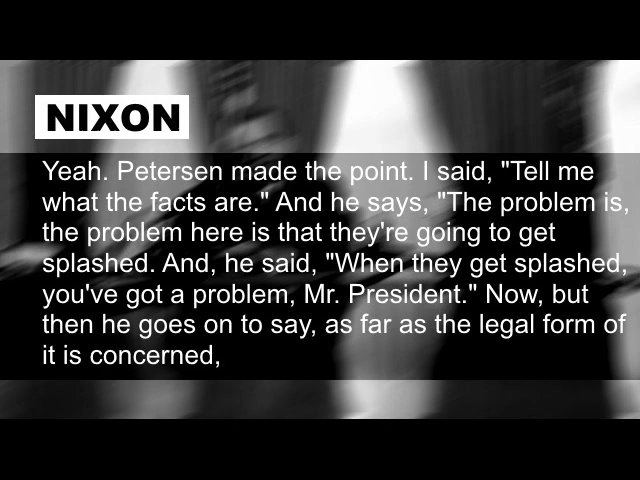 NIXON
Yeah. Petersen made the point. I said, "Tell me
what the facts are." And he says, "The problem is,
the problem here is that they're going to get
splashed. And, he said, "When they get splashed,
you've got a problem, Mr. President." Now, but
then he goes on to say, as far as the legal form of
it is concerned,